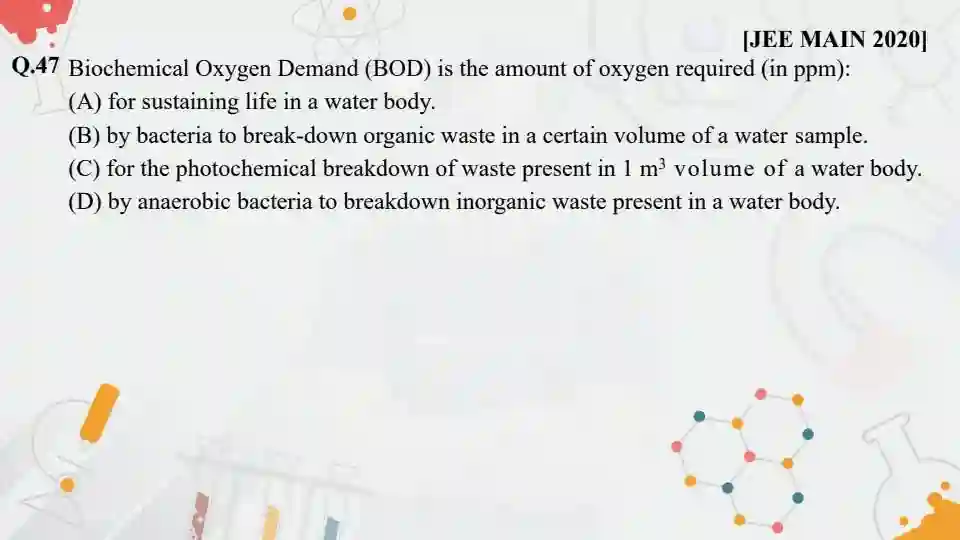 [JEE MAIN 2020]
Q.47 Biochemical Oxygen Demand (BOD) is the amount of oxygen required (in ppm):
(A) for sustaining life in a water body.
(B) by bacteria to break-down organic waste in a certain volume of a water sample.
(C) for the photochemical breakdown of waste present in 1 m³ volume of a water body.
(D) by anaerobic bacteria to breakdown inorganic waste present in a water body.